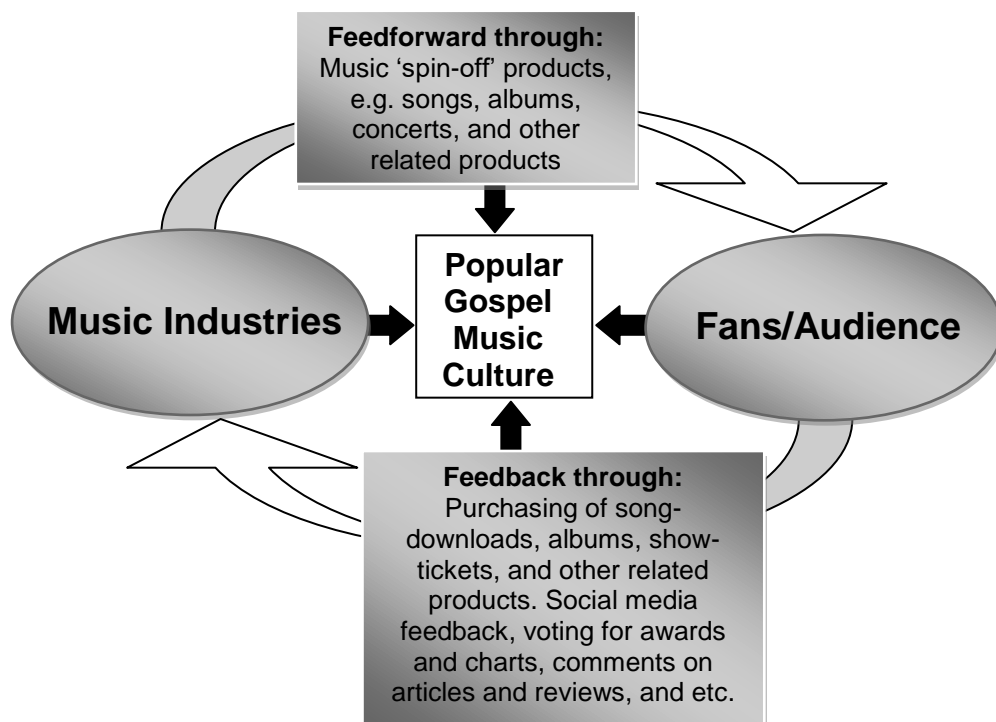 Feedforward through:
Music ‘spin-off’ products,
e.g. songs, albums,
concerts, and other
related products
Music Industries
Popular
Gospel
Music
Culture
Fans/Audience
Feedback through:
Purchasing of song-
downloads, albums, show-
tickets, and other related
products. Social media
feedback, voting for awards
and charts, comments on
articles and reviews, and etc.